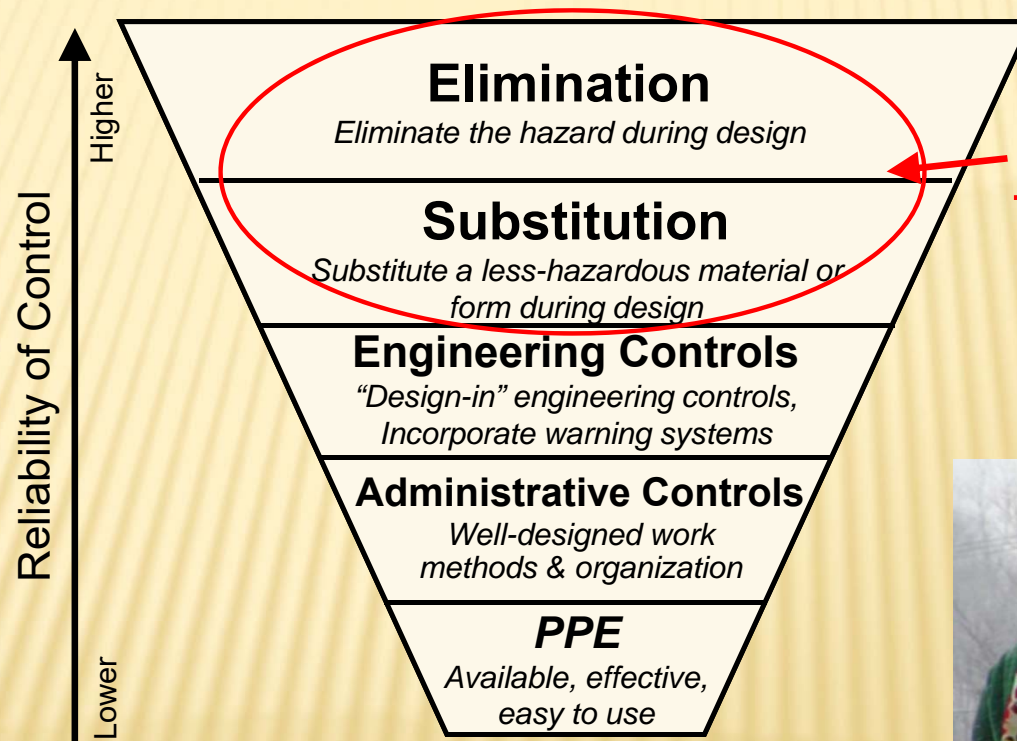 Reliability of Control
Higher
Lower
Elimination
Eliminate the hazard during design
Substitution
Substitute a less-hazardous material or
form during design
Engineering Controls
“Design-in” engineering controls,
Incorporate warning systems
Administrative Controls
Well-designed work
methods & organization
PPE
Available, effective,
easy to use